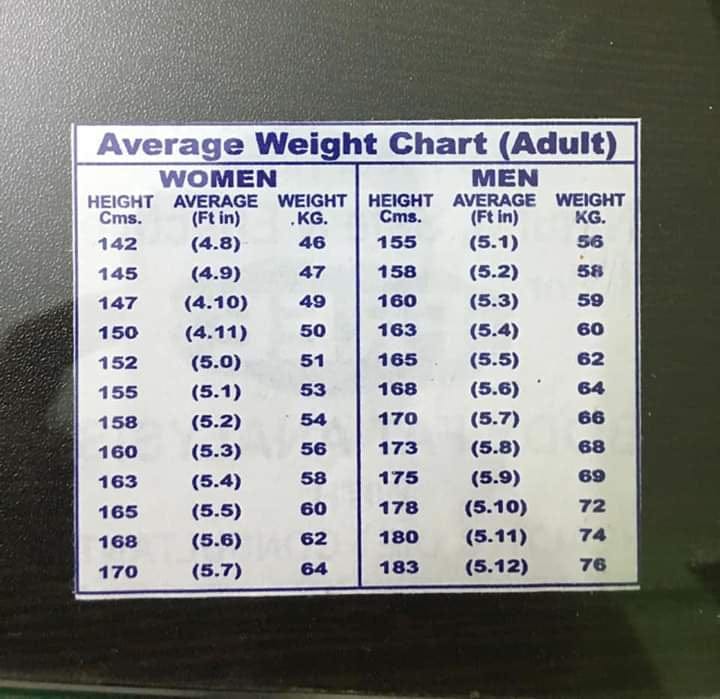 Average Weight Chart (Adult)
WOMEN MEN
HEIGHT AVERAGE WEIGHT HEIGHT AVERAGE WEIGHT
Cms. (Ft in) .KG. Cms. (Ft in) KG.
142 (4.8) 46 155 (5.1) 56
145 (4.9) 47 158 (5.2) 58
147 (4.10) 49 160 (5.3) 59
150 (4.11) 50 163 (5.4) 60
152 (5.0) 51 165 (5.5) 62
155 (5.1) 53 168 (5.6) 64
158 (5.2) 54 170 (5.7) 66
160 (5.3) 56 173 (5.8) 68
163 (5.4) 58 175 (5.9) 69
165 (5.5) 60 178 (5.10) 72
168 (5.6) 62 180 (5.11) 74
170 (5.7) 64 183 (5.12) 76